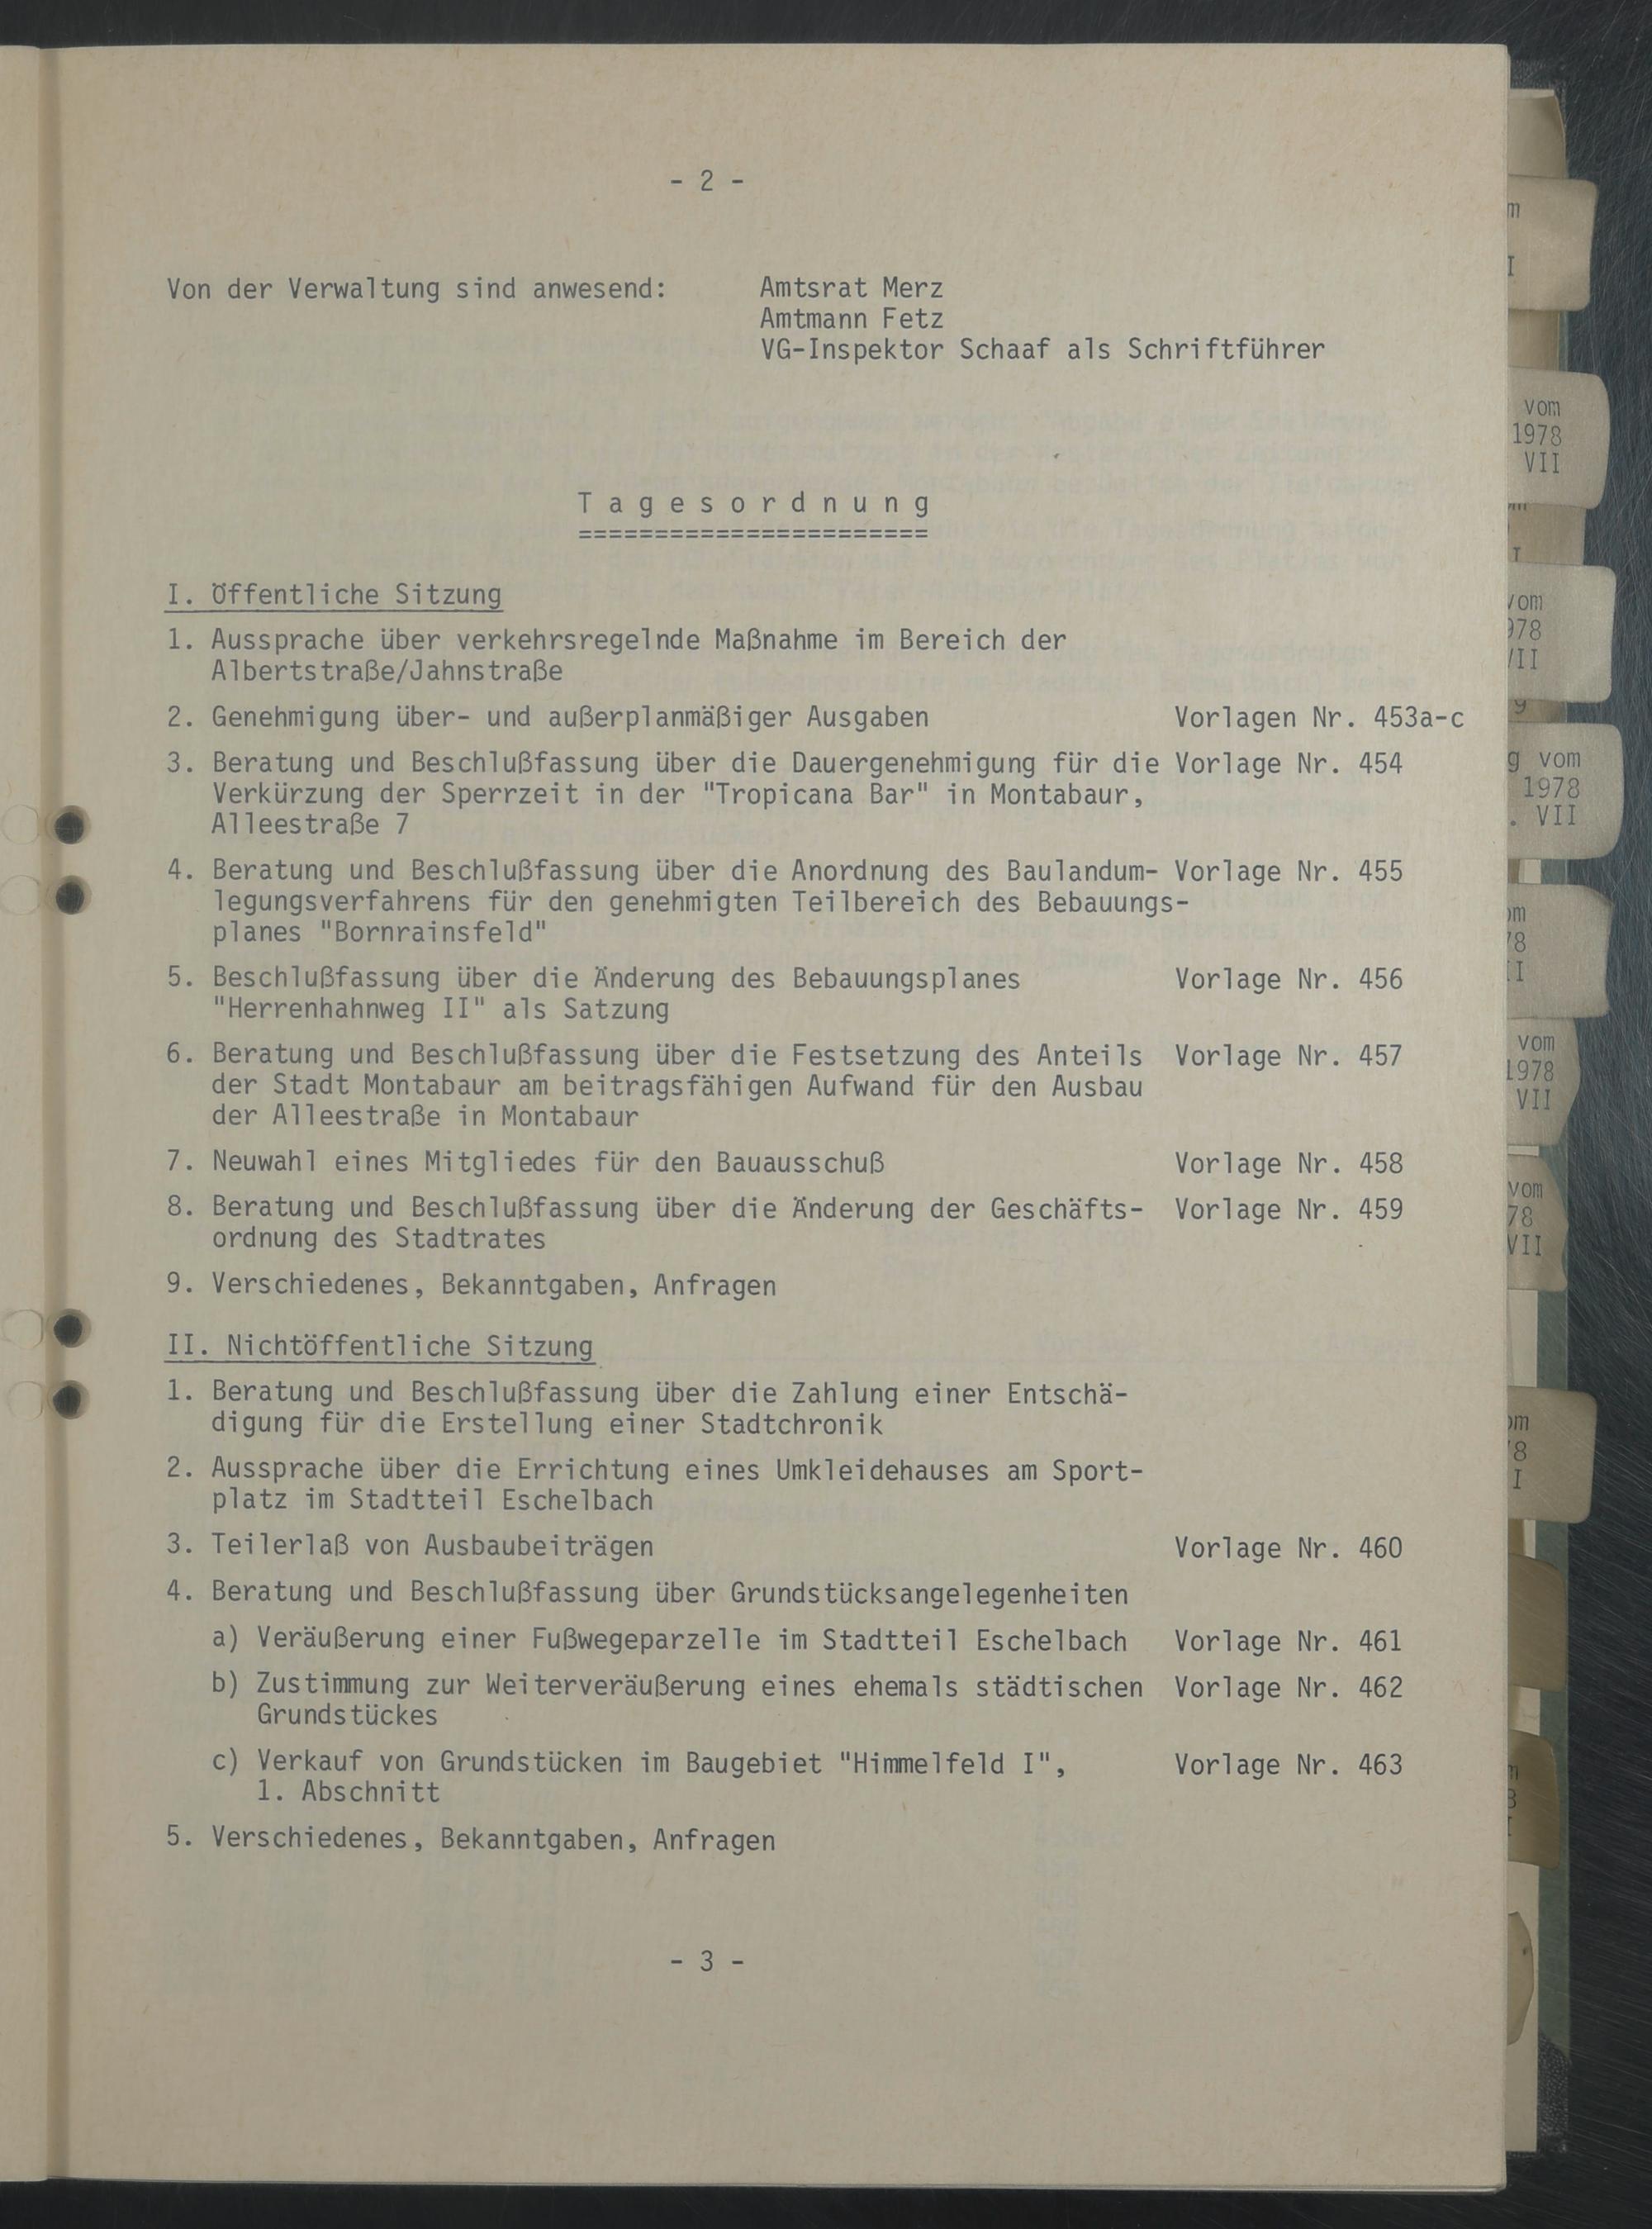 - 2 -
Von der Verwaltung sind anwesend: Amtsrat Merz
Amtmann Fetz
VG-Inspektor Schaaf als Schriftführer
T a g e s o r d n u n g
=======================
I. Öffentliche Sitzung
1. Aussprache über verkehrsregelnde Maßnahme im Bereich der
Albertstraße/Jahnstraße
2. Genehmigung über- und außerplanmäßiger Ausgaben Vorlagen Nr. 453a-c
3. Beratung und Beschlußfassung über die Dauergenehmigung für die Vorlage Nr. 454
Verkürzung der Sperrzeit in der "Tropicana Bar" in Montabaur,
Alleestraße 7
4. Beratung und Beschlußfassung über die Anordnung des Baulandum- Vorlage Nr. 455
legungsverfahrens für den genehmigten Teilbereich des Bebauungs-
planes "Bornrainsfeld"
5. Beschlußfassung über die Änderung des Bebauungsplanes Vorlage Nr. 456
"Herrenhahnweg II" als Satzung
6. Beratung und Beschlußfassung über die Festsetzung des Anteils Vorlage Nr. 457
der Stadt Montabaur am beitragsfähigen Aufwand für den Ausbau
der Alleestraße in Montabaur
7. Neuwahl eines Mitgliedes für den Bauausschuß Vorlage Nr. 458
8. Beratung und Beschlußfassung über die Änderung der Geschäfts- Vorlage Nr. 459
ordnung des Stadtrates
9. Verschiedenes, Bekanntgaben, Anfragen
II. Nichtöffentliche Sitzung
1. Beratung und Beschlußfassung über die Zahlung einer Entschä-
digung für die Erstellung einer Stadtchronik
2. Aussprache über die Errichtung eines Umkleidehauses am Sport-
platz im Stadtteil Eschelbach
3. Teilerlaß von Ausbaubeiträgen Vorlage Nr. 460
4. Beratung und Beschlußfassung über Grundstücksangelegenheiten
a) Veräußerung einer Fußwegeparzelle im Stadtteil Eschelbach Vorlage Nr. 461
b) Zustimmung zur Weiterveräußerung eines ehemals städtischen Vorlage Nr. 462
Grundstückes
c) Verkauf von Grundstücken im Baugebiet "Himmelfeld I", Vorlage Nr. 463
1. Abschnitt
5. Verschiedenes, Bekanntgaben, Anfragen
- 3 -
vom
1978
VII
vom
1978
VII
vom
1978
VII
vom